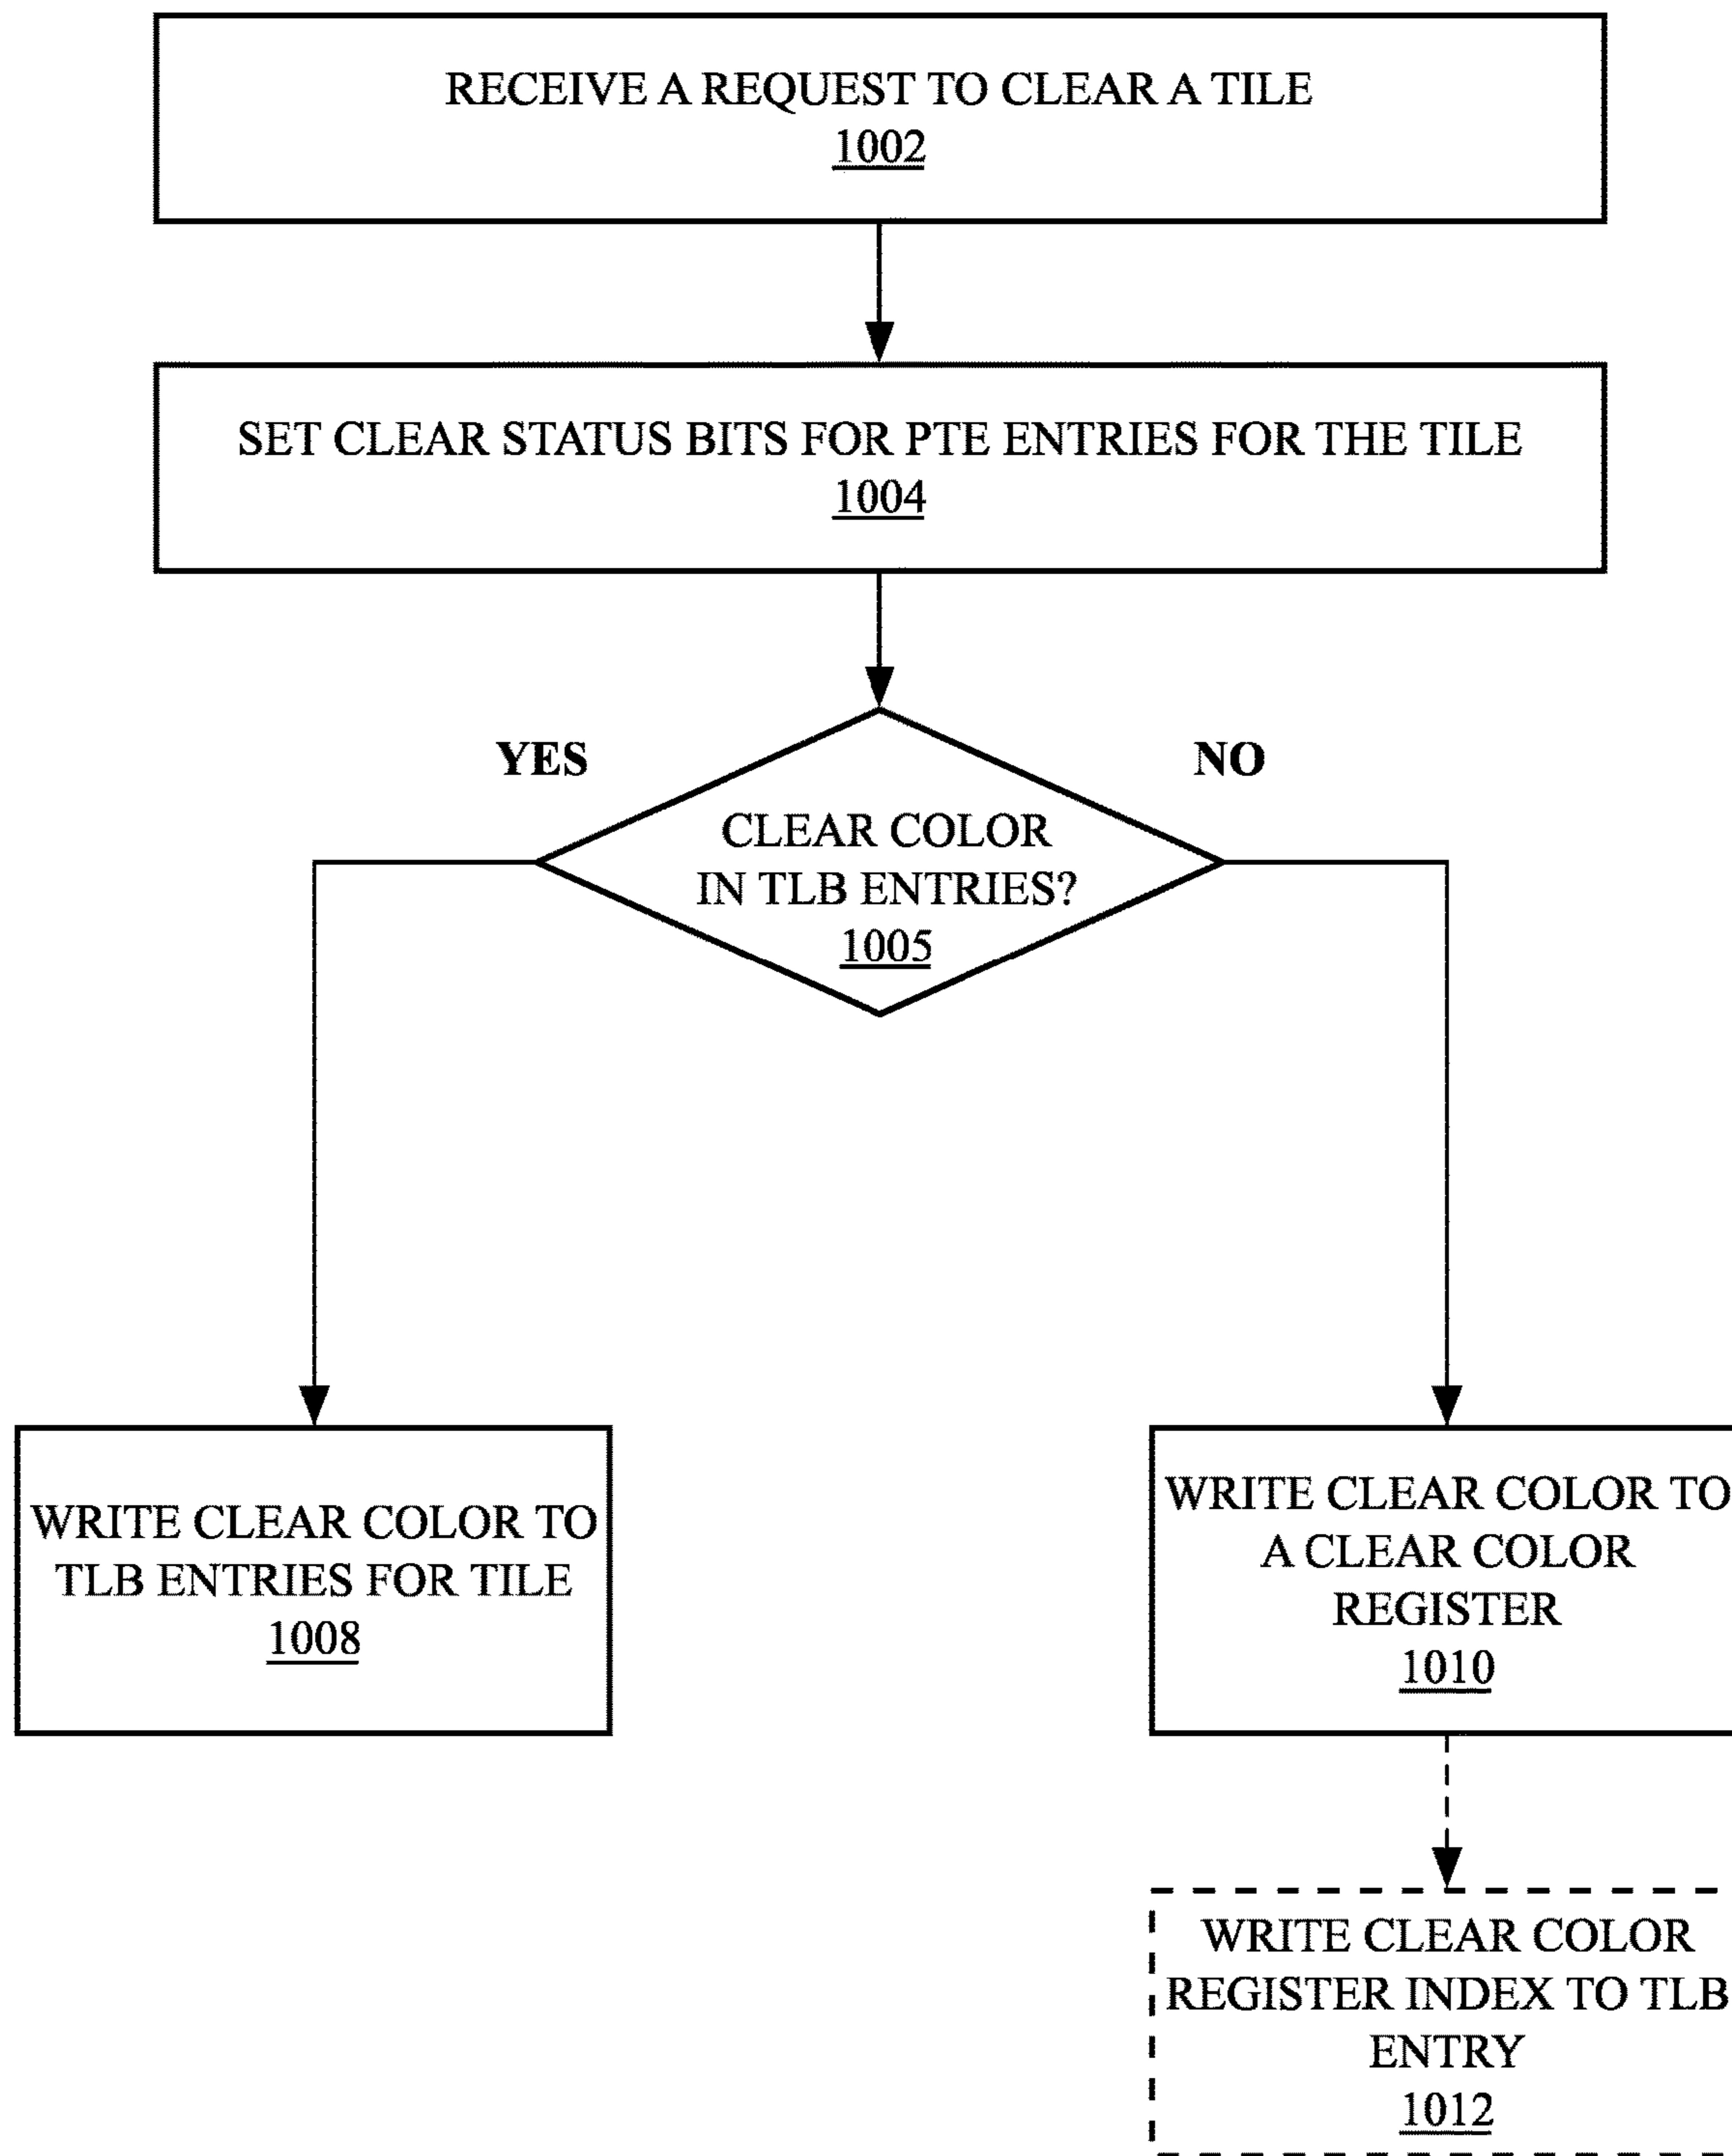 RECEIVE A REQUEST TO CLEAR A TILE
1002
SET CLEAR STATUS BITS FOR PTE ENTRIES FOR THE TILE
1004
YES
NO
CLEAR COLOR
IN TLB ENTRIES?
1005
WRITE CLEAR COLOR TO
TLB ENTRIES FOR TILE
1008
WRITE CLEAR COLOR TO
A CLEAR COLOR
REGISTER
1010
WRITE CLEAR COLOR
REGISTER INDEX TO TLB
ENTRY
1012